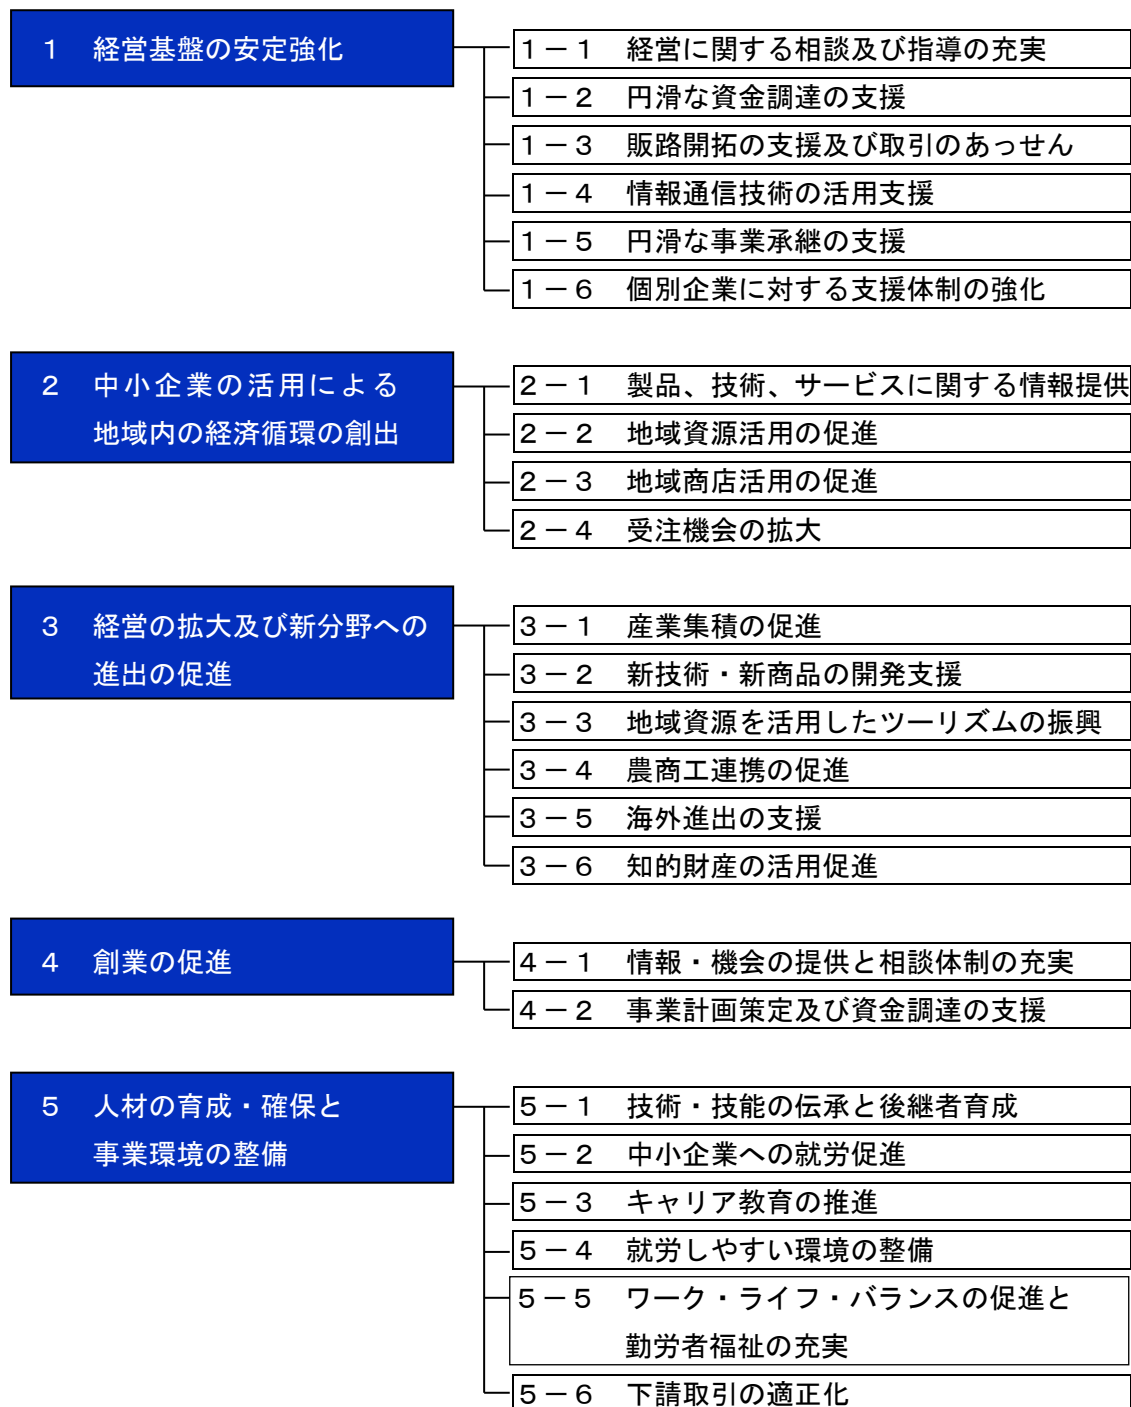 １　経営基盤の安定強化
１－１　経営に関する相談及び指導の充実
１－２　円滑な資金調達の支援
１－３　販路開拓の支援及び取引のあっせん
１－４　情報通信技術の活用支援
１－５　円滑な事業承継の支援
１－６　個別企業に対する支援体制の強化
２　中小企業の活用による
地域内の経済循環の創出
２－１　製品、技術、サービスに関する情報提供
２－２　地域資源活用の促進
２－３　地域商店活用の促進
２－４　受注機会の拡大
３　経営の拡大及び新分野への
進出の促進
３－１　産業集積の促進
３－２　新技術・新商品の開発支援
３－３　地域資源を活用したツーリズムの振興
３－４　農商工連携の促進
３－５　海外進出の支援
３－６　知的財産の活用促進
４　創業の促進
４－１　情報・機会の提供と相談体制の充実
４－２　事業計画策定及び資金調達の支援
５　人材の育成・確保と
事業環境の整備
５－１　技術・技能の伝承と後継者育成
５－２　中小企業への就労促進
５－３　キャリア教育の推進
５－４　就労しやすい環境の整備
５－５　ワーク・ライフ・バランスの促進と
勤労者福祉の充実
５－６　下請取引の適正化